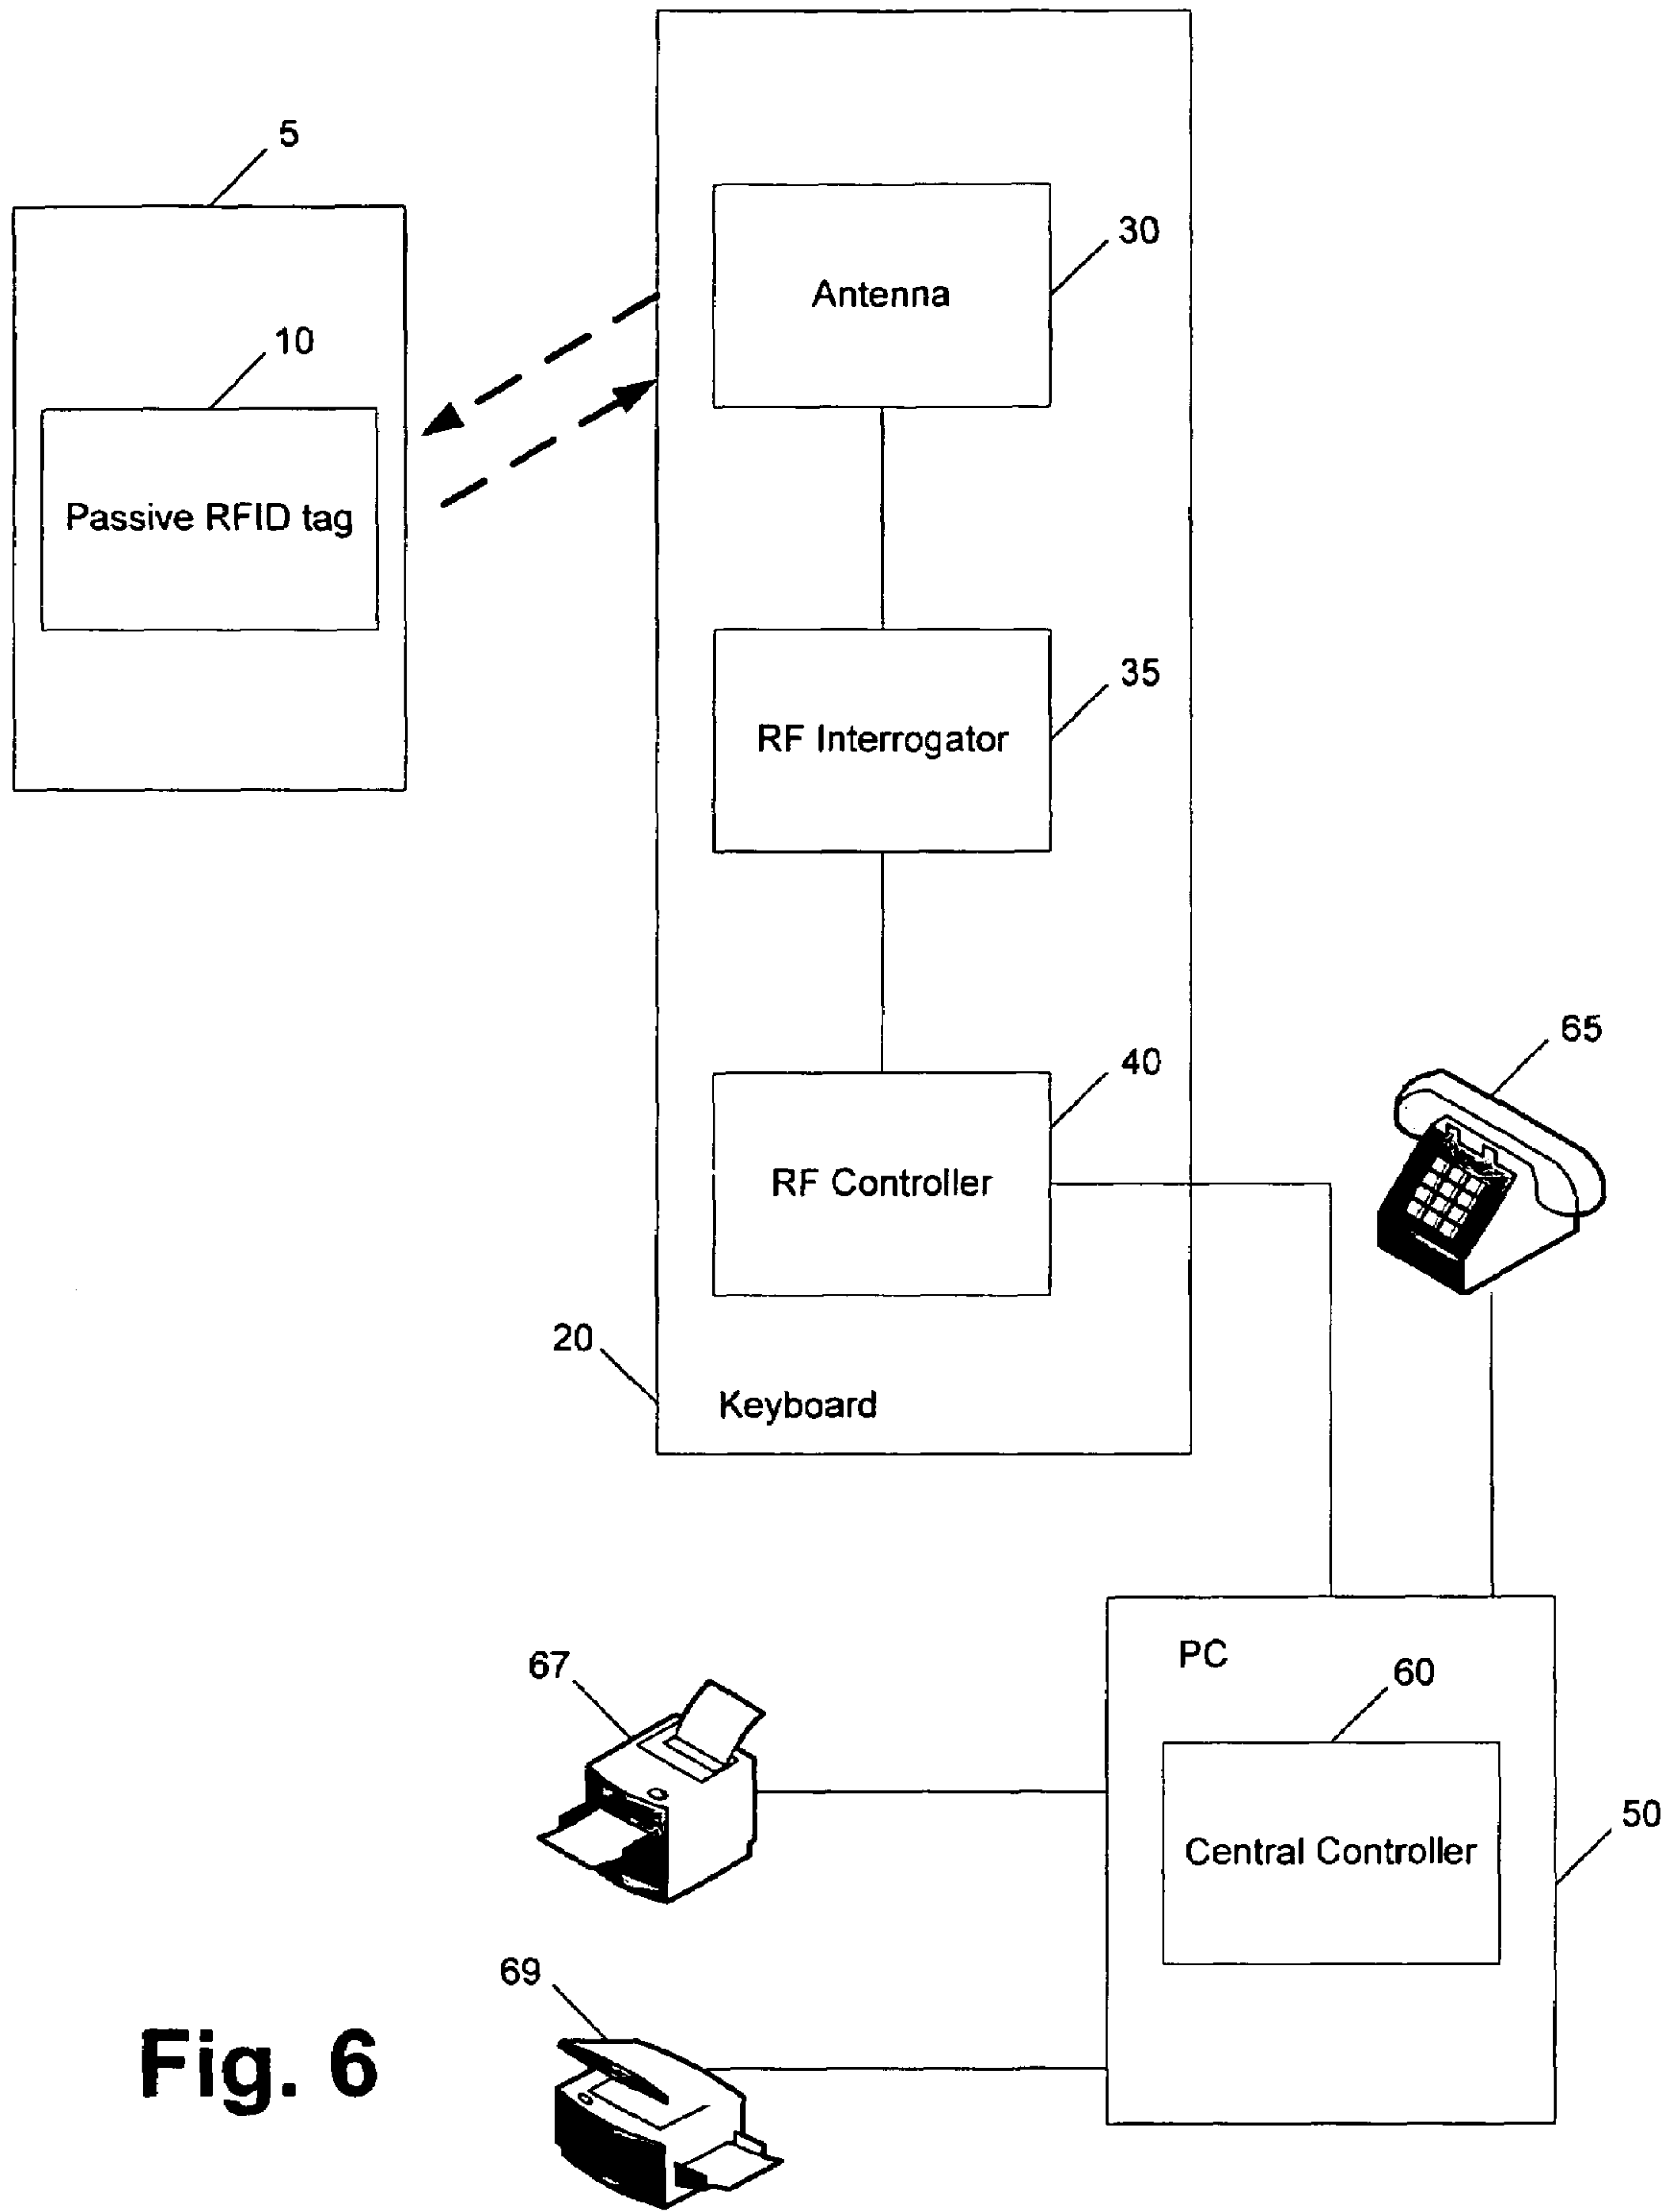 5
30
Antenna
10
Passive RFID tag
35
RF Interrogator
65
40
RF Controller
20
Keyboard
67
PC
60
50
Central Controller
69
Fig. 6